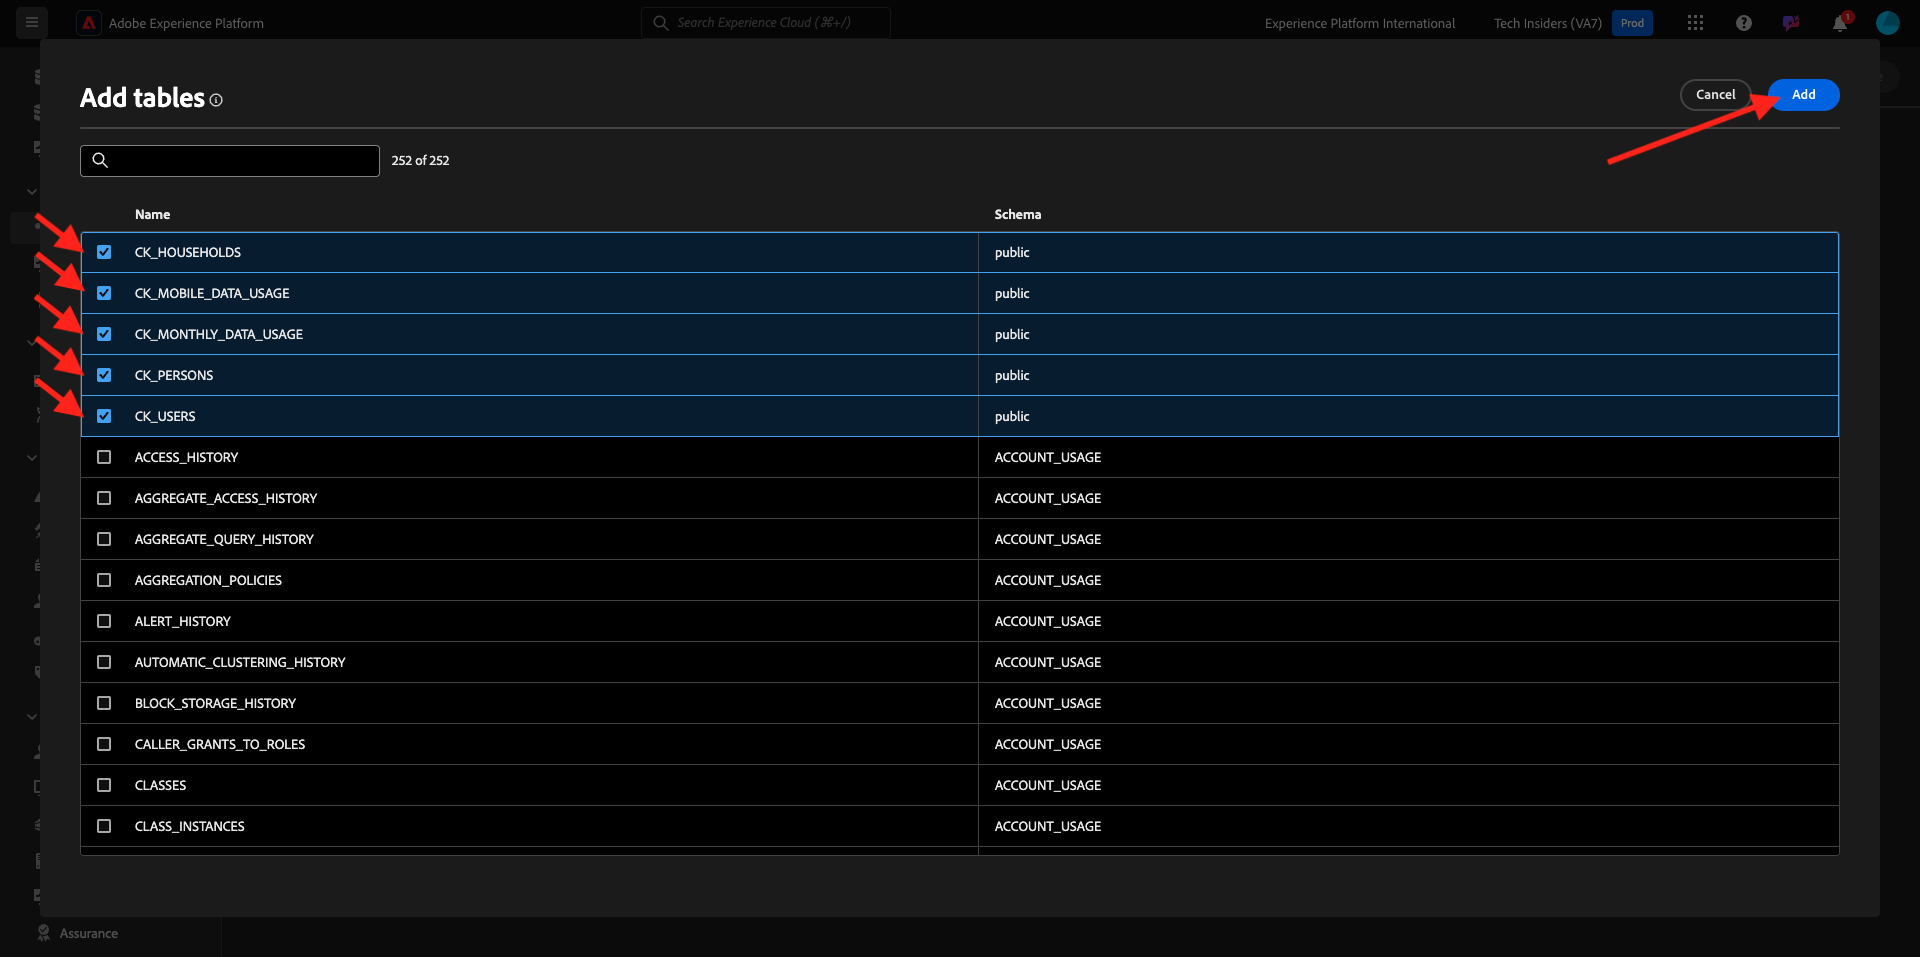 Adobe Experience Platform
Search Experience Cloud (⌘+/)
Experience Platform International
Tech Insiders (VA7)
Prod
1
Add tables
Cancel
Add
252 of 252
Name Schema
CK_HOUSEHOLDS public
CK_MOBILE_DATA_USAGE public
CK_MONTHLY_DATA_USAGE public
CK_PERSONS public
CK_USERS public
ACCESS_HISTORY ACCOUNT_USAGE
AGGREGATE_ACCESS_HISTORY ACCOUNT_USAGE
AGGREGATE_QUERY_HISTORY ACCOUNT_USAGE
AGGREGATION_POLICIES ACCOUNT_USAGE
ALERT_HISTORY ACCOUNT_USAGE
AUTOMATIC_CLUSTERING_HISTORY ACCOUNT_USAGE
BLOCK_STORAGE_HISTORY ACCOUNT_USAGE
CALLER_GRANTS_TO_ROLES ACCOUNT_USAGE
CLASSES ACCOUNT_USAGE
CLASS_INSTANCES ACCOUNT_USAGE
Assurance